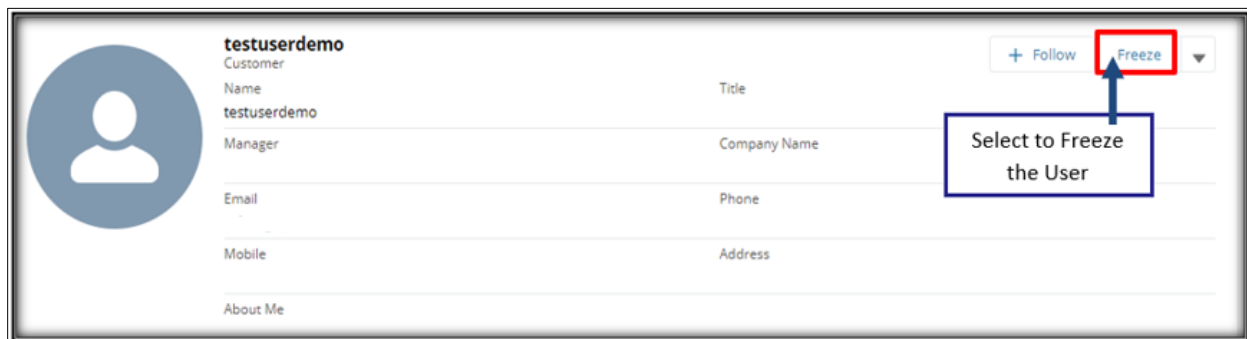 testuserdemo
Customer
+ Follow
Freeze
Name
Title
testuserdemo
Select to Freeze
the User
Manager
Company Name
Email
Phone
Mobile
Address
About Me